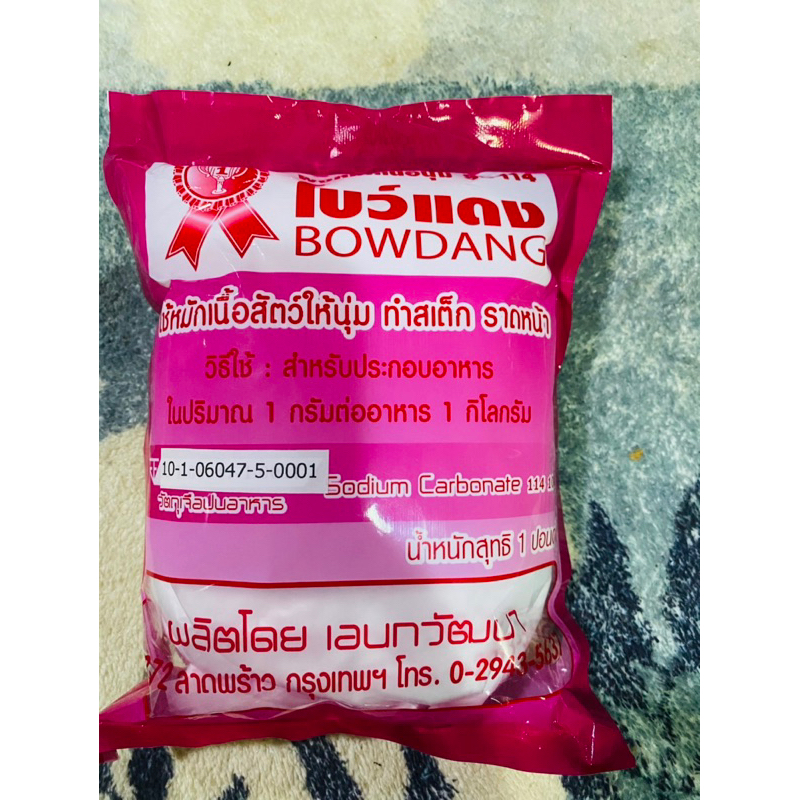 114
1
โบว์แดง
BOWDANG
ใช้หมักเนื้อสัตว์ให้นุ่ม ทำสเต็ก ราดหน้า
วิธีใช้ : สำหรับประกอบอาหาร
ในปริมาณ 1 กรัมต่ออาหาร 1 กิโลกรัม
10-1-06047-5-0001
Sodium Carbonate 114
วัตถุเจือปนอาหาร
น้ำหนักสุทธิ 1 ปอนด์
ผลิตโดย เอนกวัฒนา
72 ลาดพร้าว กรุงเทพฯ โทร. 0-2943-5637